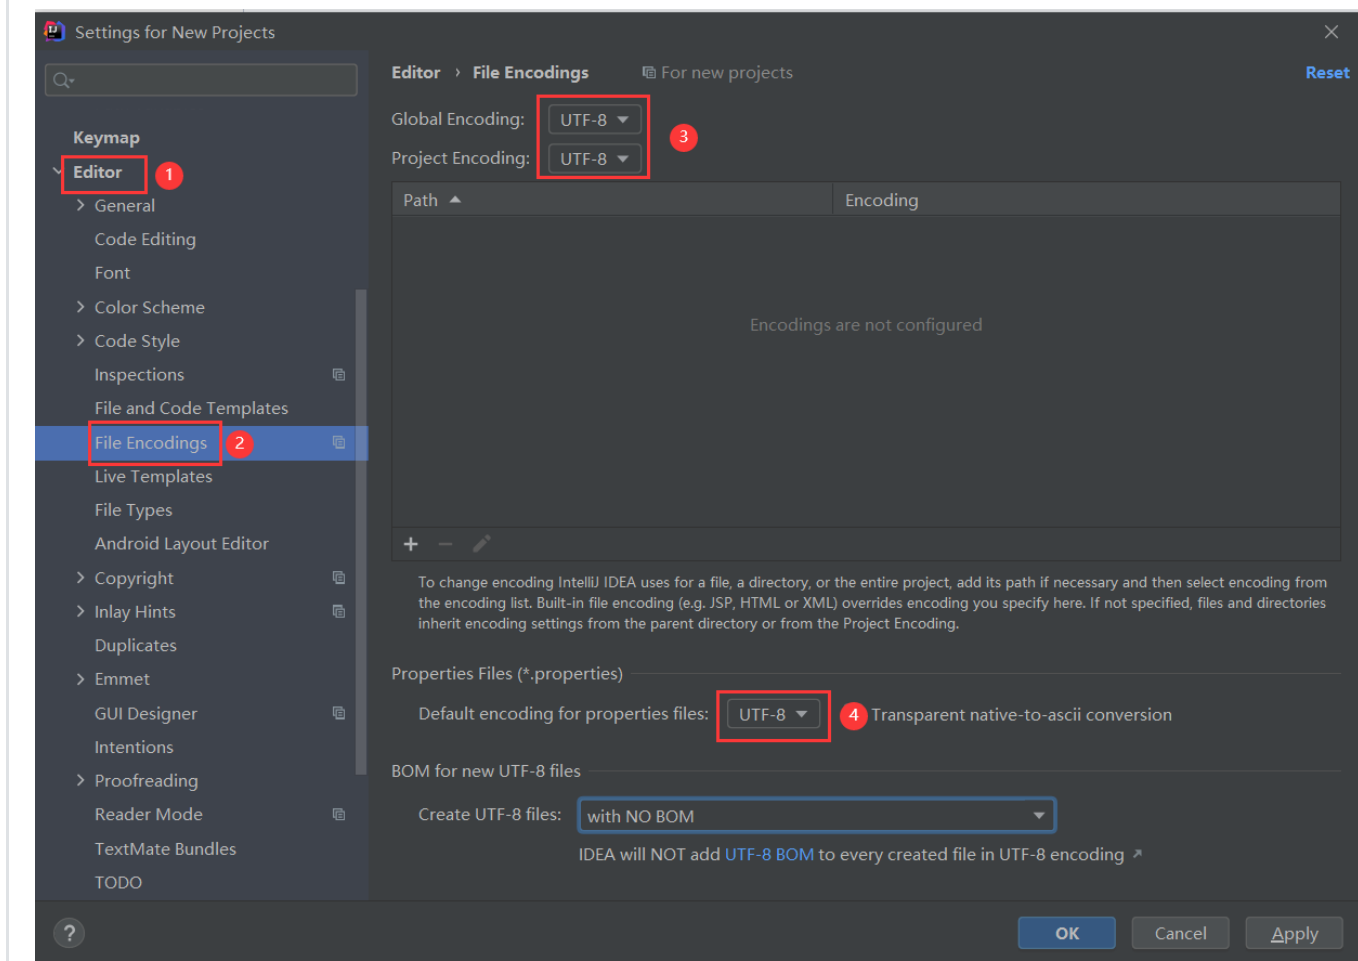 Settings for New Projects
Keymap
Editor 1
General
Code Editing
Font
Color Scheme
Code Style
Inspections
File and Code Templates
File Encodings 2
Live Templates
File Types
Android Layout Editor
Copyright
Inlay Hints
Duplicates
Emmet
GUI Designer
Intentions
Proofreading
Reader Mode
TextMate Bundles
TODO
Editor › File Encodings For new projects Reset
Global Encoding: UTF-8
3
Project Encoding: UTF-8
Path Encoding
Encodings are not configured
To change encoding IntelliJ IDEA uses for a file, a directory, or the entire project, add its path if necessary and then select encoding from
the encoding list. Built-in file encoding (e.g. JSP, HTML or XML) overrides encoding you specify here. If not specified, files and directories
inherit encoding settings from the parent directory or from the Project Encoding.
Properties Files (*.properties)
Default encoding for properties files: UTF-8 4 Transparent native-to-ascii conversion
BOM for new UTF-8 files
Create UTF-8 files: with NO BOM
IDEA will NOT add UTF-8 BOM to every created file in UTF-8 encoding ↗
? OK Cancel Apply